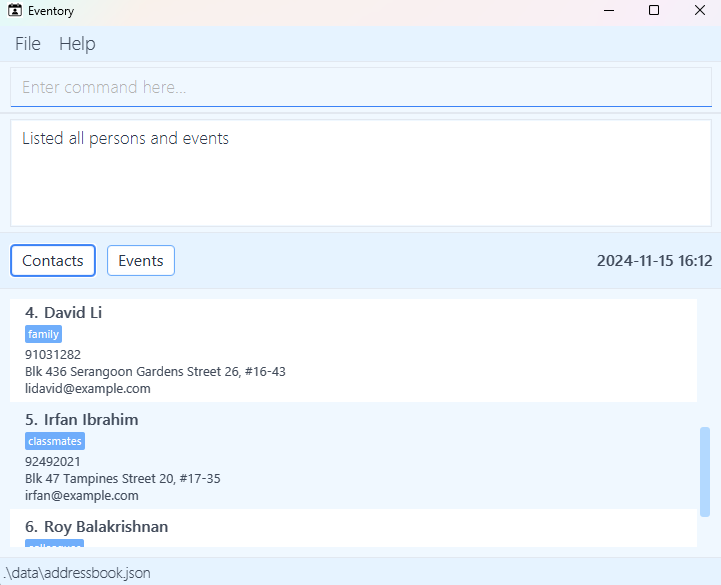 Eventory
File Help
Enter command here...
Listed all persons and events
Contacts Events 2024-11-15 16:12
4. David Li
family
91031282
Blk 436 Serangoon Gardens Street 26, #16-43
lidavid@example.com
5. Irfan Ibrahim
classmates
92492021
Blk 47 Tampines Street 20, #17-35
irfan@example.com
6. Roy Balakrishnan
.\data\addressbook.json